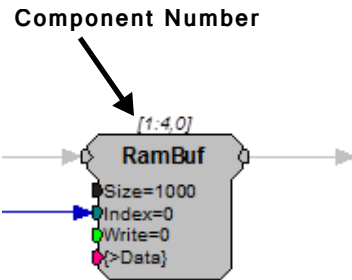 Component Number
[1:4,0]
RamBuf
Size=1000
Index=0
Write=0
{>Data}